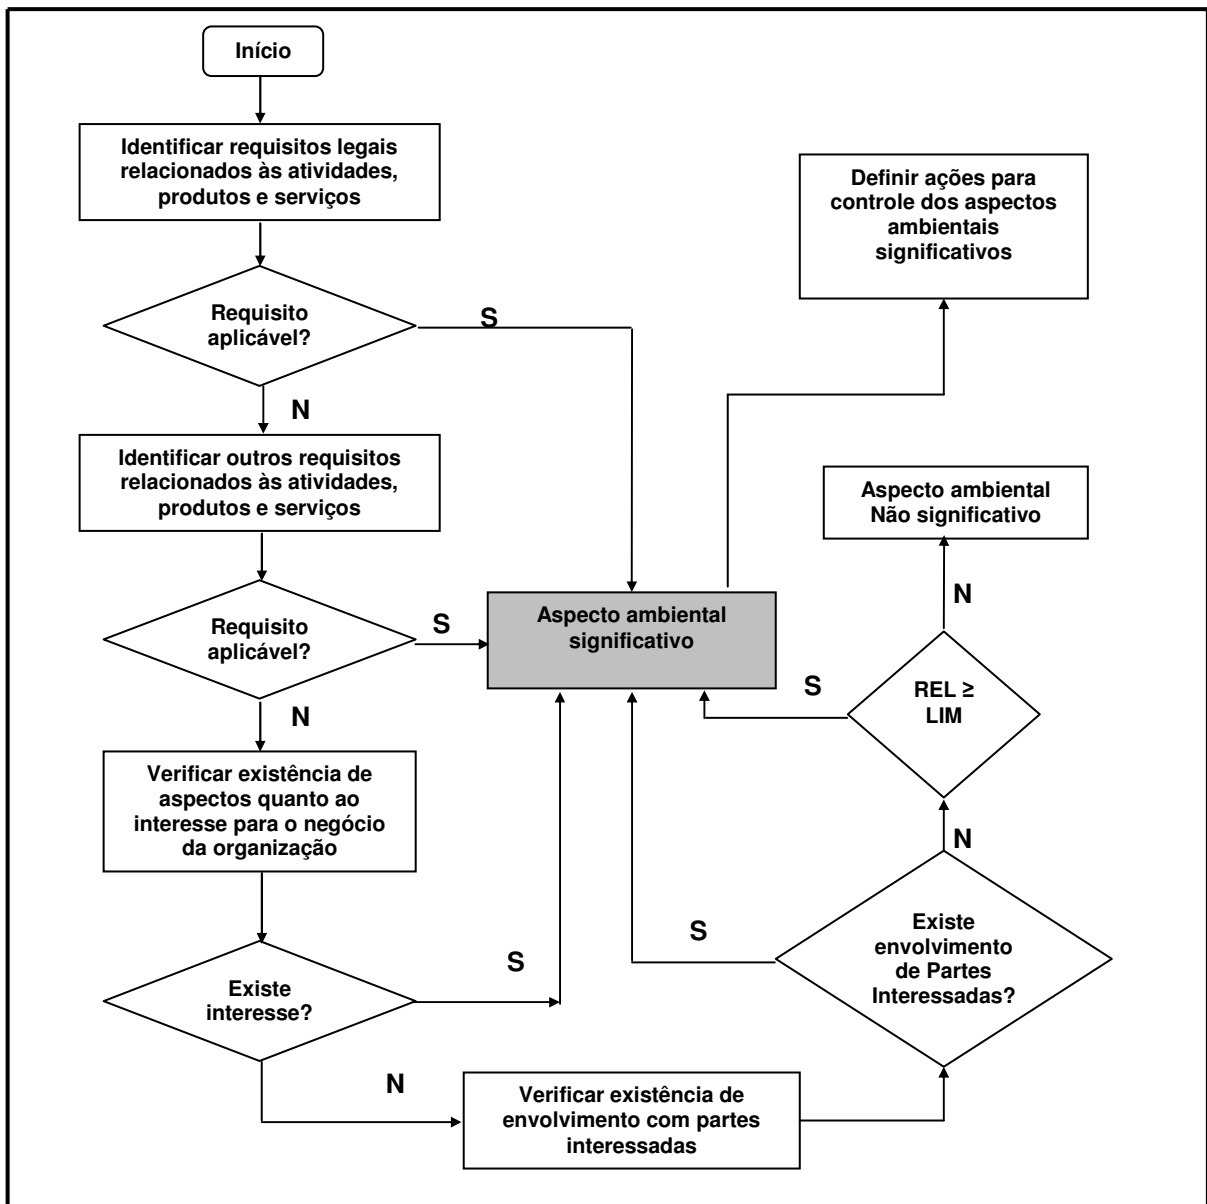 Início
Identificar requisitos legais
relacionados às atividades,
produtos e serviços
Requisito
aplicável?
S
N
Identificar outros requisitos
relacionados às atividades,
produtos e serviços
Requisito
aplicável?
S
N
Verificar existência de
aspectos quanto ao
interesse para o negócio
da organização
Existe
interesse?
S
N
Verificar existência de
envolvimento com partes
interessadas
Existe
envolvimento
de Partes
Interessadas?
S
N
REL ≥
LIM
S
N
Aspecto ambiental
Não significativo
Aspecto ambiental
significativo
Definir ações para
controle dos aspectos
ambientais
significativos